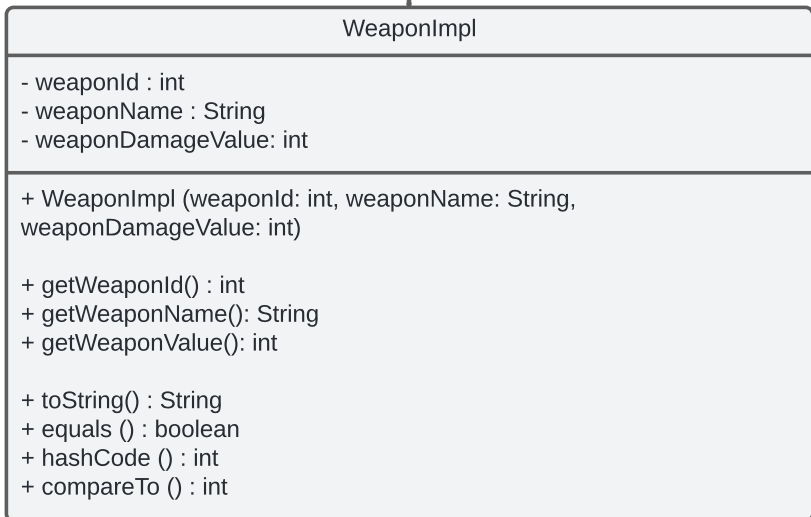 WeaponImpl
- weaponId : int
- weaponName : String
- weaponDamageValue: int
+ WeaponImpl (weaponId: int, weaponName: String,
weaponDamageValue: int)
+ getWeaponId() : int
+ getWeaponName(): String
+ getWeaponValue(): int
+ toString() : String
+ equals () : boolean
+ hashCode () : int
+ compareTo () : int